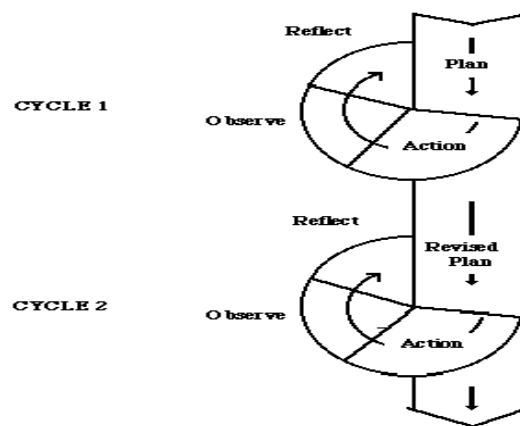 Reflect
Plan
CYCLE 1
Observe
Action
Reflect
Revised
Plan
CYCLE 2
Observe
Action